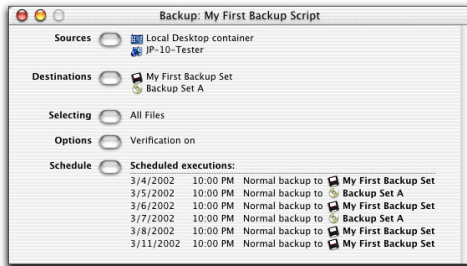 Backup: My First Backup Script
Sources Local Desktop container
JP-10-Tester
Destinations My First Backup Set
Backup Set A
Selecting All Files
Options Verification on
Schedule Scheduled executions:
3/4/2002 10:00 PM Normal backup to My First Backup Set
3/5/2002 10:00 PM Normal backup to Backup Set A
3/6/2002 10:00 PM Normal backup to My First Backup Set
3/7/2002 10:00 PM Normal backup to Backup Set A
3/8/2002 10:00 PM Normal backup to My First Backup Set
3/11/2002 10:00 PM Normal backup to My First Backup Set